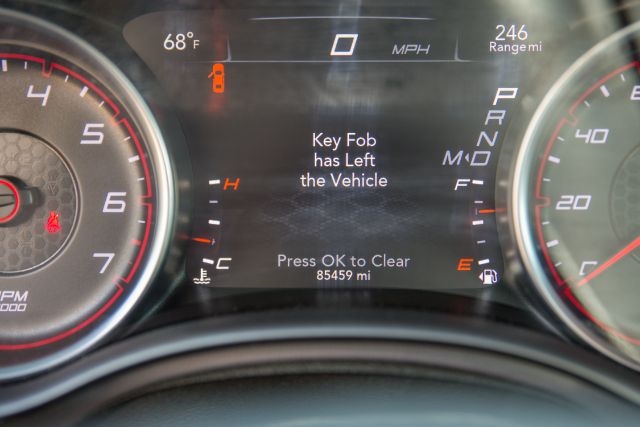 68°F
0 MPH
246
Range mi
P
R
N
M‹›D
Key Fob
has Left
the Vehicle
H
F
C
E
Press OK to Clear
85459 mi
4
5
6
7
40
20